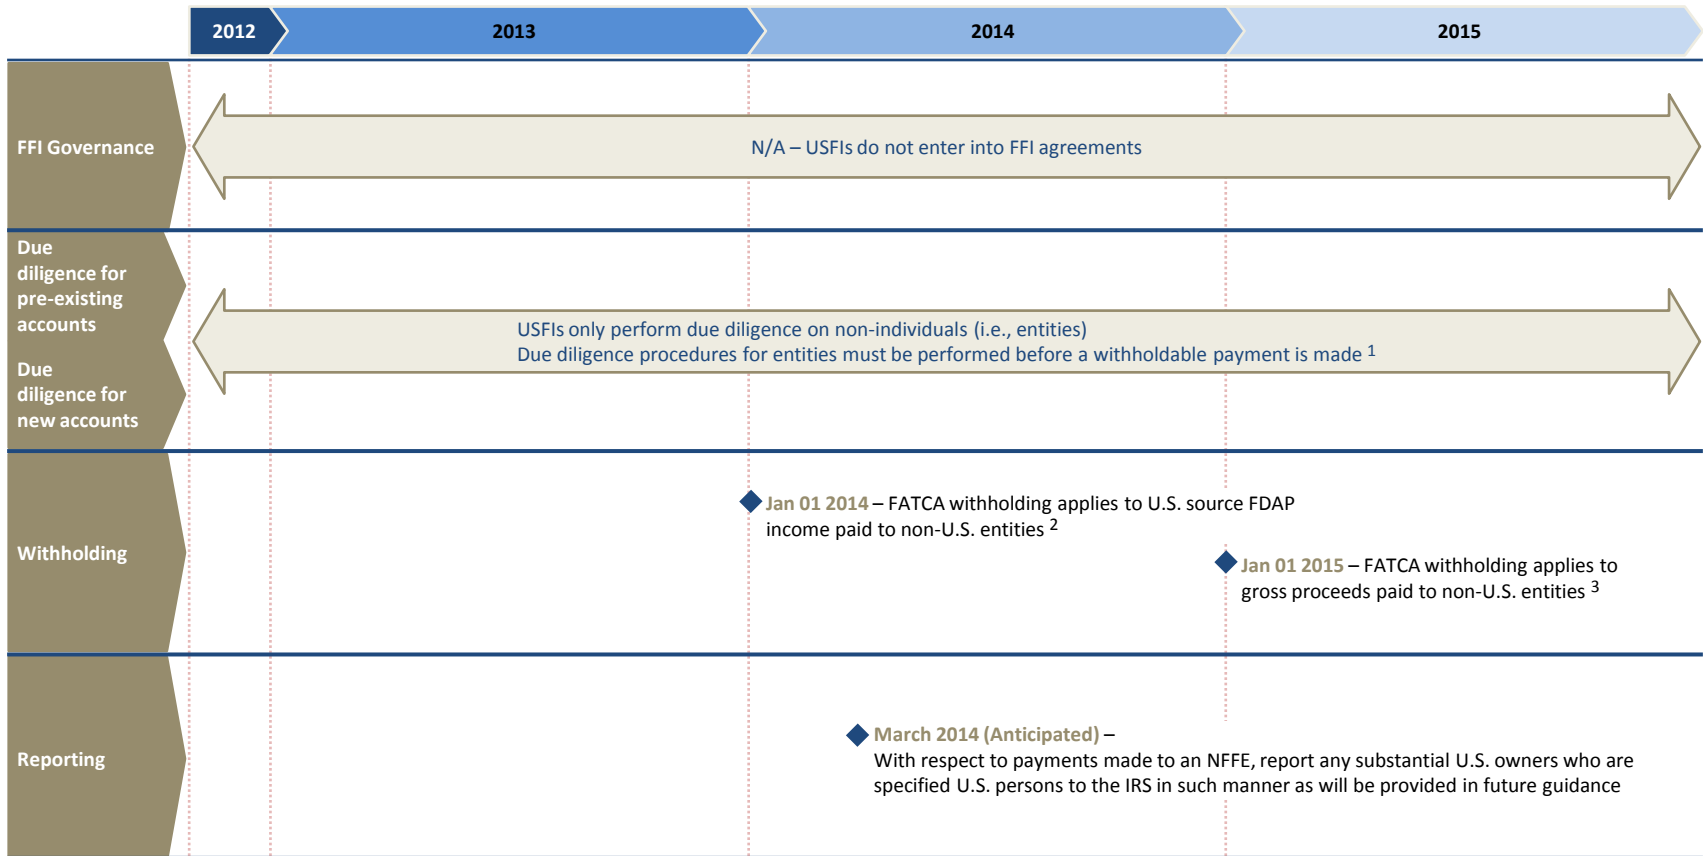 2012
2013
2014
2015
FFI Governance
N/A – USFIs do not enter into FFI agreements
Due
diligence for
pre-existing
accounts
Due
diligence for
new accounts
USFIs only perform due diligence on non-individuals (i.e., entities)
Due diligence procedures for entities must be performed before a withholdable payment is made 1
Withholding
Jan 01 2014 – FATCA withholding applies to U.S. source FDAP
income paid to non-U.S. entities 2
Jan 01 2015 – FATCA withholding applies to
gross proceeds paid to non-U.S. entities 3
Reporting
March 2014 (Anticipated) –
With respect to payments made to an NFFE, report any substantial U.S. owners who are
specified U.S. persons to the IRS in such manner as will be provided in future guidance